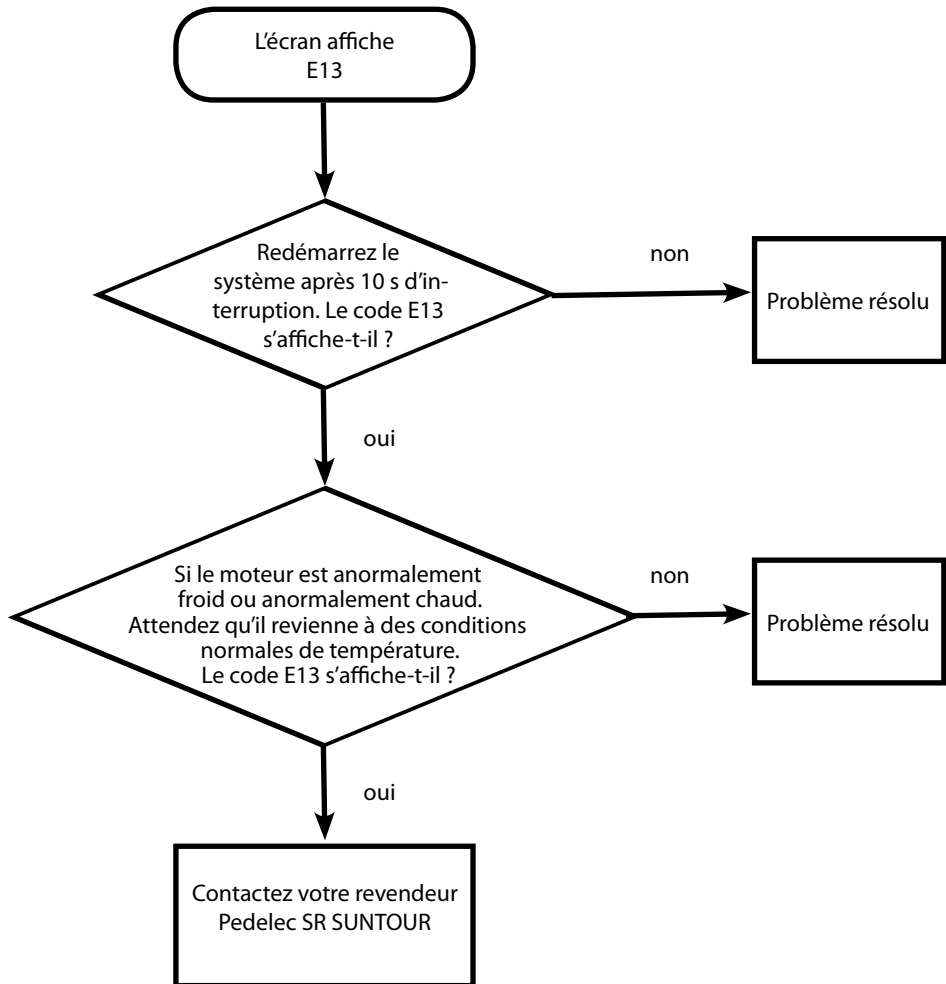 L'écran affiche
E13
Redémarrez le
système après 10 s d'in-
terruption. Le code E13
s'affiche-t-il ?
non
Problème résolu
oui
Si le moteur est anormalement
froid ou anormalement chaud.
Attendez qu'il revienne à des conditions
normales de température.
Le code E13 s'affiche-t-il ?
non
Problème résolu
oui
Contactez votre revendeur
Pedelec SR SUNTOUR